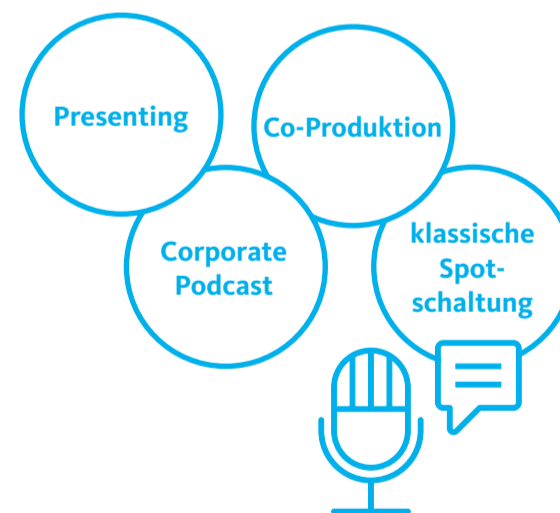 Presenting
Co-Produktion
Corporate
Podcast
klassische
Spot-
schaltung